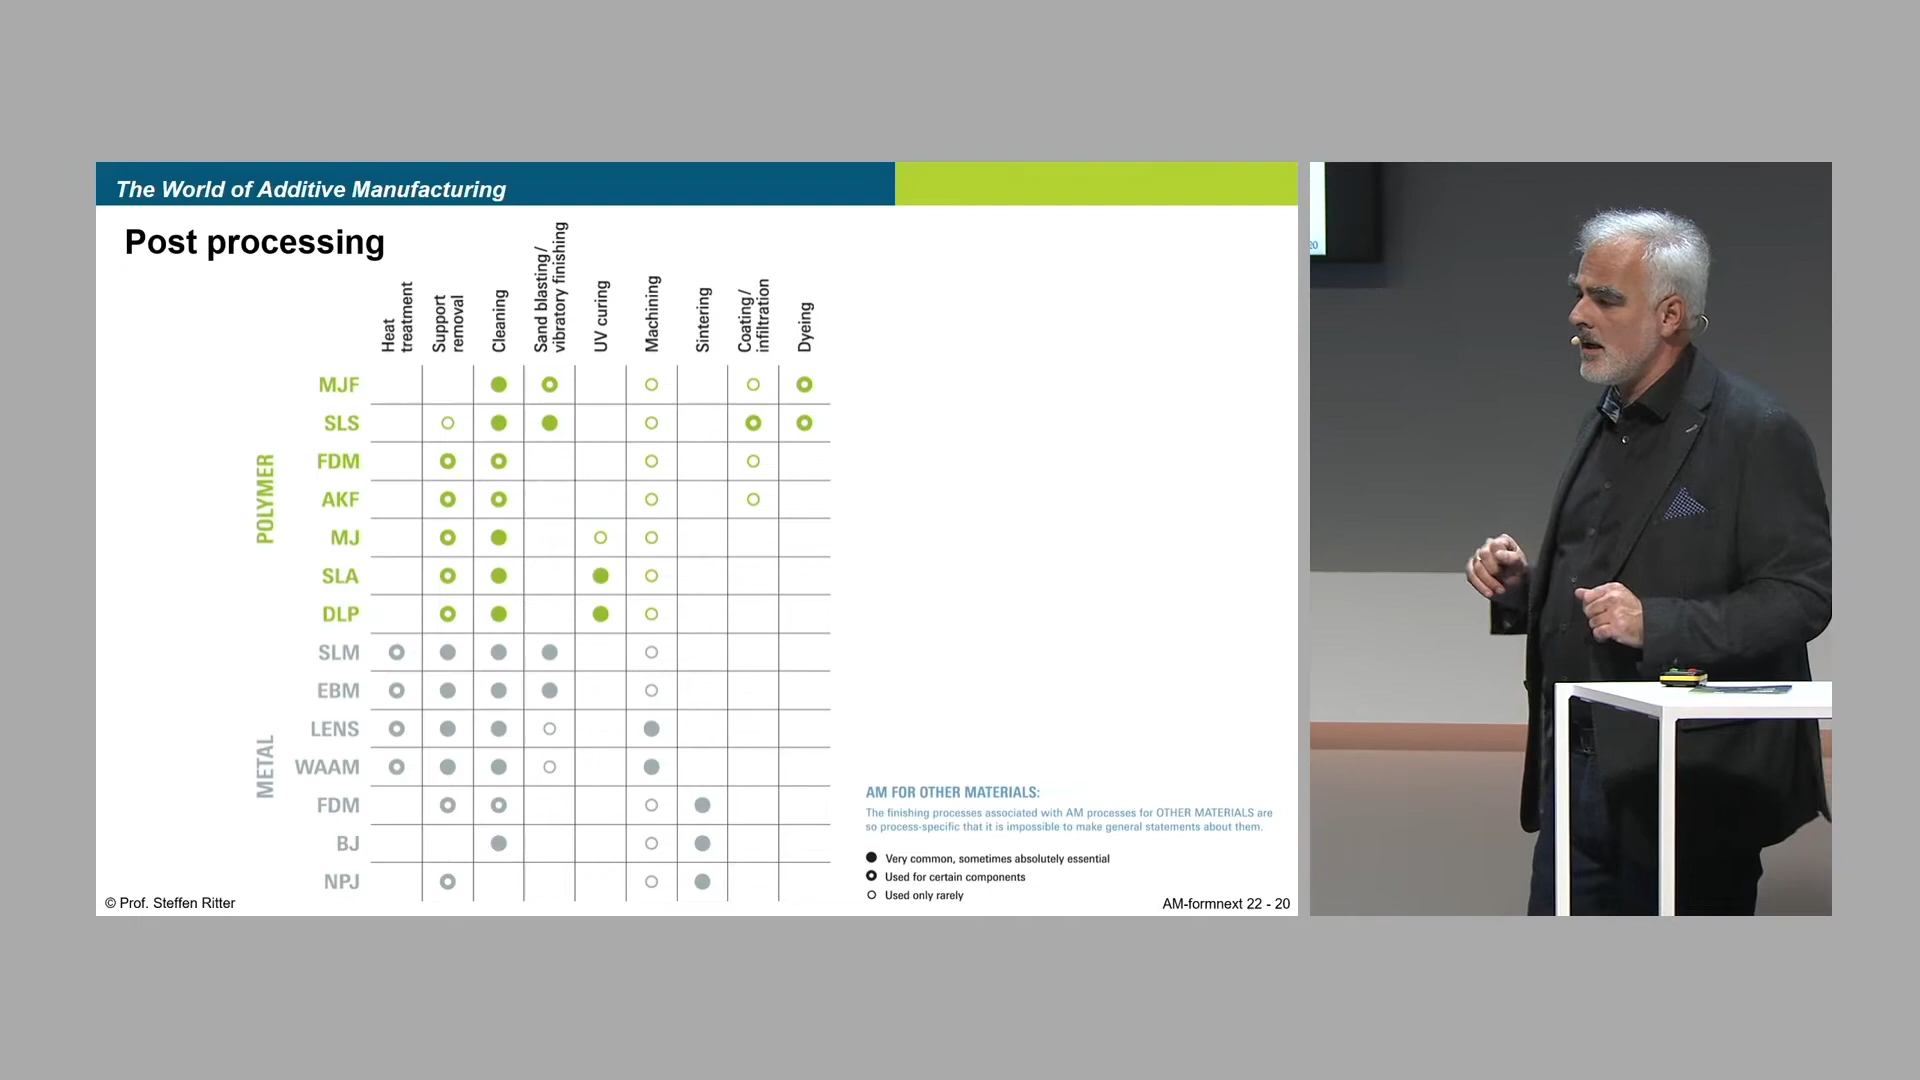 The World of Additive Manufacturing
Post processing
Heat
treatment
Support
removal
Cleaning
Sand blasting/
vibratory finishing
UV curing
Machining
Sintering
Coating/
infiltration
Dyeing
POLYMER
MJF
SLS
FDM
AKF
MJ
SLA
DLP
METAL
SLM
EBM
LENS
WAAM
FDM
BJ
NPJ
AM FOR OTHER MATERIALS:
The finishing processes associated with AM processes for OTHER MATERIALS are
so process-specific that it is impossible to make general statements about them.
Very common, sometimes absolutely essential
Used for certain components
Used only rarely
© Prof. Steffen Ritter
AM-formnext 22 - 20
20